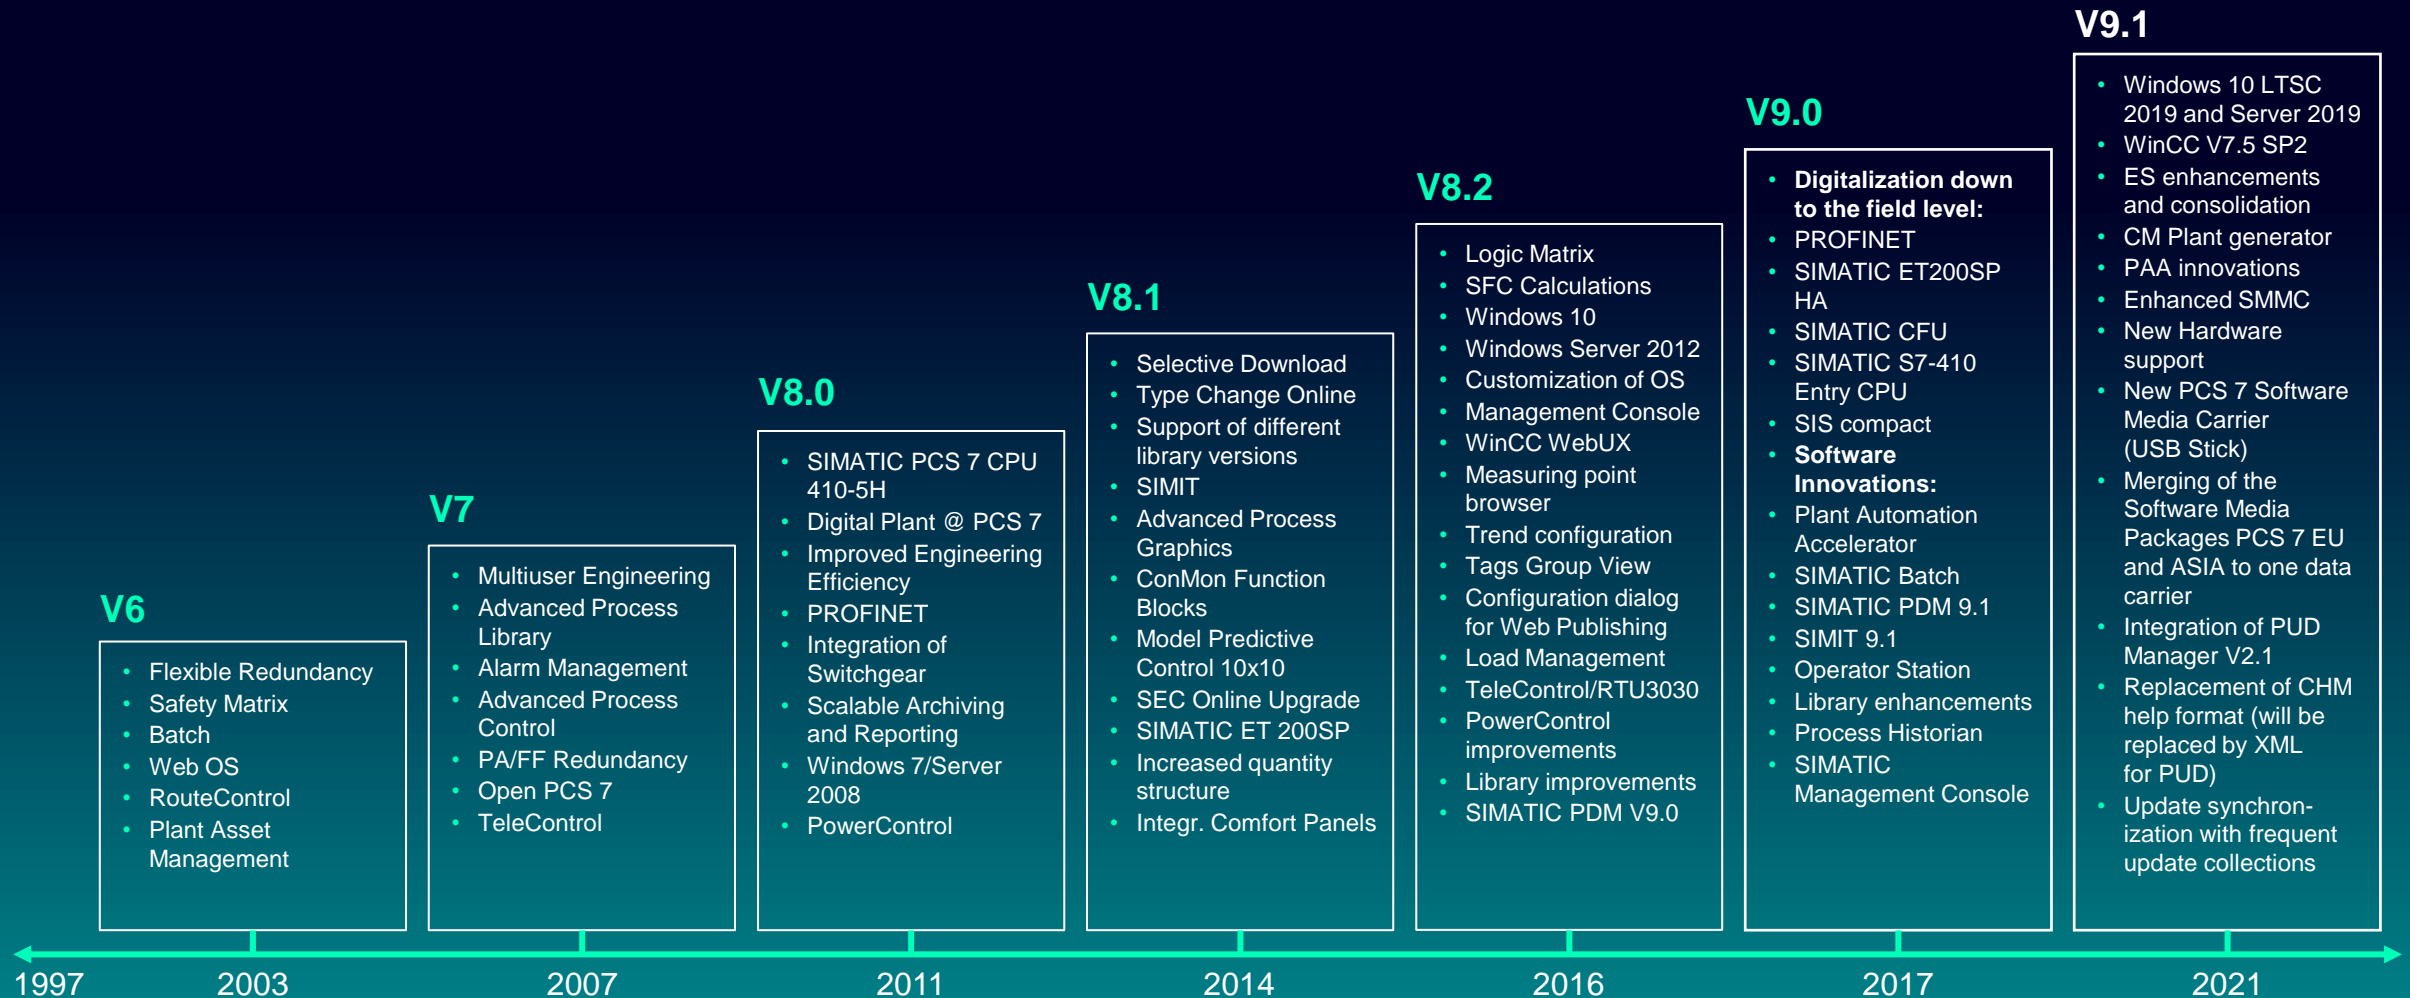 V6
• Flexible Redundancy
• Safety Matrix
• Batch
• Web OS
• RouteControl
• Plant Asset
Management
V7
• Multiuser Engineering
• Advanced Process
Library
• Alarm Management
• Advanced Process
Control
• PA/FF Redundancy
• Open PCS 7
• TeleControl
V8.0
• SIMATIC PCS 7 CPU
410-5H
• Digital Plant @ PCS 7
• Improved Engineering
Efficiency
• PROFINET
• Integration of
Switchgear
• Scalable Archiving
and Reporting
• Windows 7/Server
2008
• PowerControl
V8.1
• Selective Download
• Type Change Online
• Support of different
library versions
• SIMIT
• Advanced Process
Graphics
• ConMon Function
Blocks
• Model Predictive
Control 10x10
• SEC Online Upgrade
• SIMATIC ET 200SP
• Increased quantity
structure
• Integr. Comfort Panels
V8.2
• Logic Matrix
• SFC Calculations
• Windows 10
• Windows Server 2012
• Customization of OS
• Management Console
• WinCC WebUX
• Measuring point
browser
• Trend configuration
• Tags Group View
• Configuration dialog
for Web Publishing
• Load Management
• TeleControl/RTU3030
• PowerControl
improvements
• Library improvements
• SIMATIC PDM V9.0
V9.0
• Digitalization down
to the field level:
• PROFINET
• SIMATIC ET200SP
HA
• SIMATIC CFU
• SIMATIC S7-410
Entry CPU
• SIS compact
• Software
Innovations:
• Plant Automation
Accelerator
• SIMATIC Batch
• SIMATIC PDM 9.1
• SIMIT 9.1
• Operator Station
• Library enhancements
• Process Historian
• SIMATIC
Management Console
V9.1
• Windows 10 LTSC
2019 and Server 2019
• WinCC V7.5 SP2
• ES enhancements
and consolidation
• CM Plant generator
• PAA innovations
• Enhanced SMMC
• New Hardware
support
• New PCS 7 Software
Media Carrier
(USB Stick)
• Merging of the
Software Media
Packages PCS 7 EU
and ASIA to one data
carrier
• Integration of PUD
Manager V2.1
• Replacement of CHM
help format (will be
replaced by XML
for PUD)
• Update synchron-
ization with frequent
update collections
1997 2003 2007 2011 2014 2016 2017 2021